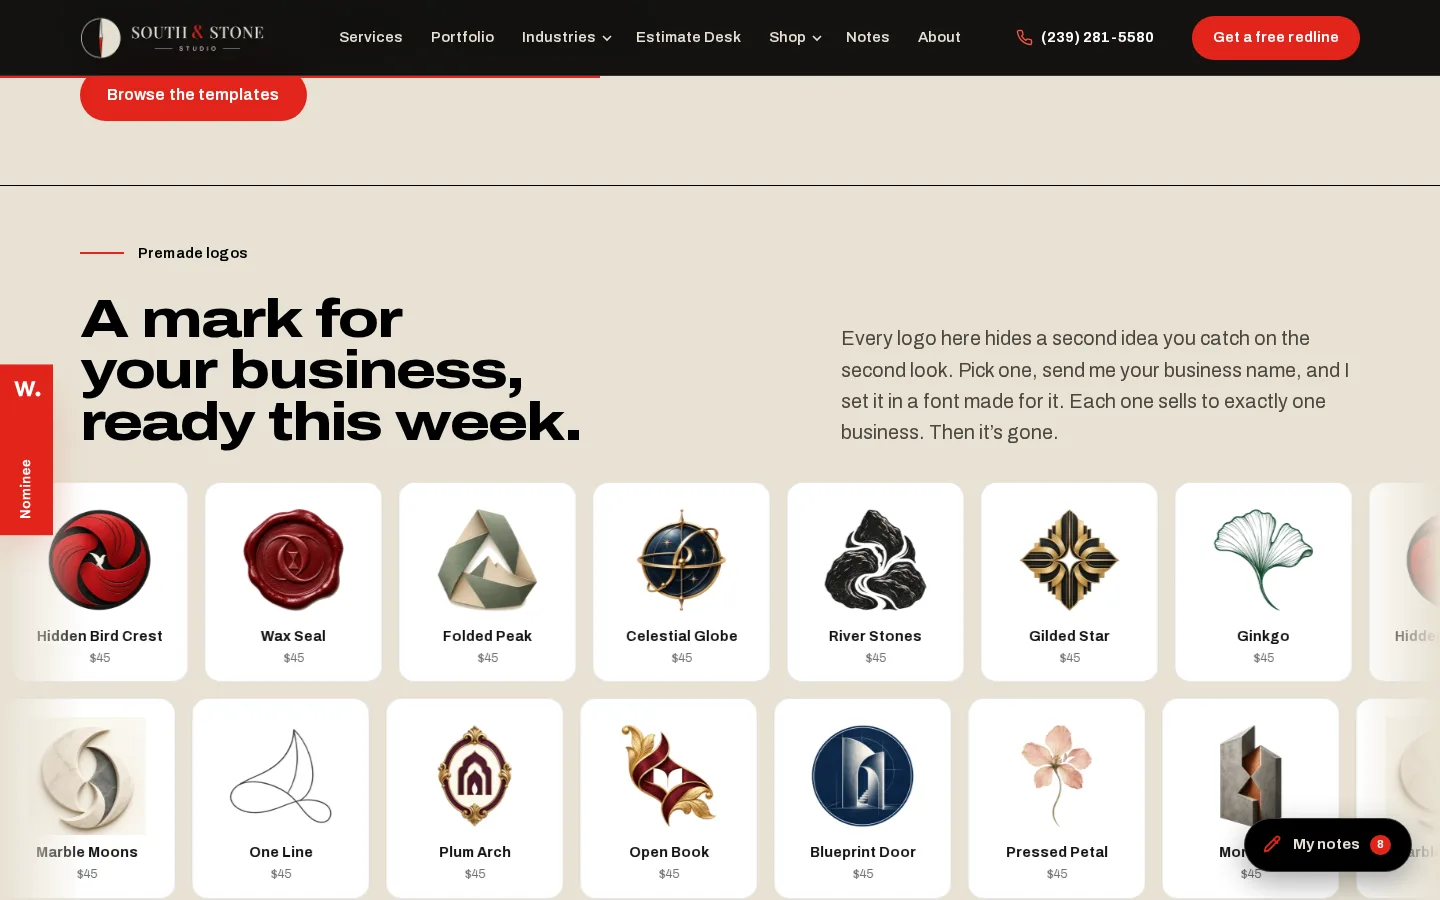 SOUTH & STONE
STUDIO
Services
Portfolio
Industries
Estimate Desk
Shop
Notes
About
(239) 281-5580
Get a free redline
Browse the templates
Premade logos
A mark for
your business,
ready this week.
Every logo here hides a second idea you catch on the
second look. Pick one, send me your business name, and I
set it in a font made for it. Each one sells to exactly one
business. Then it’s gone.
W.
Nominee
Hidden Bird Crest
$45
Wax Seal
$45
Folded Peak
$45
Celestial Globe
$45
River Stones
$45
Gilded Star
$45
Ginkgo
$45
Marble Moons
$45
One Line
$45
Plum Arch
$45
Open Book
$45
Blueprint Door
$45
Pressed Petal
$45
$45
My notes
8